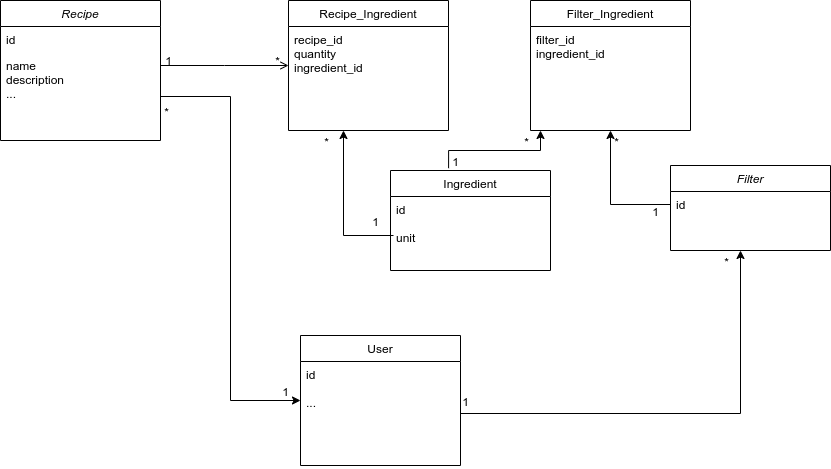 Recipe
id
name
description
...
1
*
*
Recipe_Ingredient
recipe_id
quantity
ingredient_id
*
Filter_Ingredient
filter_id
ingredient_id
*
*
1
Ingredient
id
unit
1
Filter
id
1
*
User
id
...
1
1